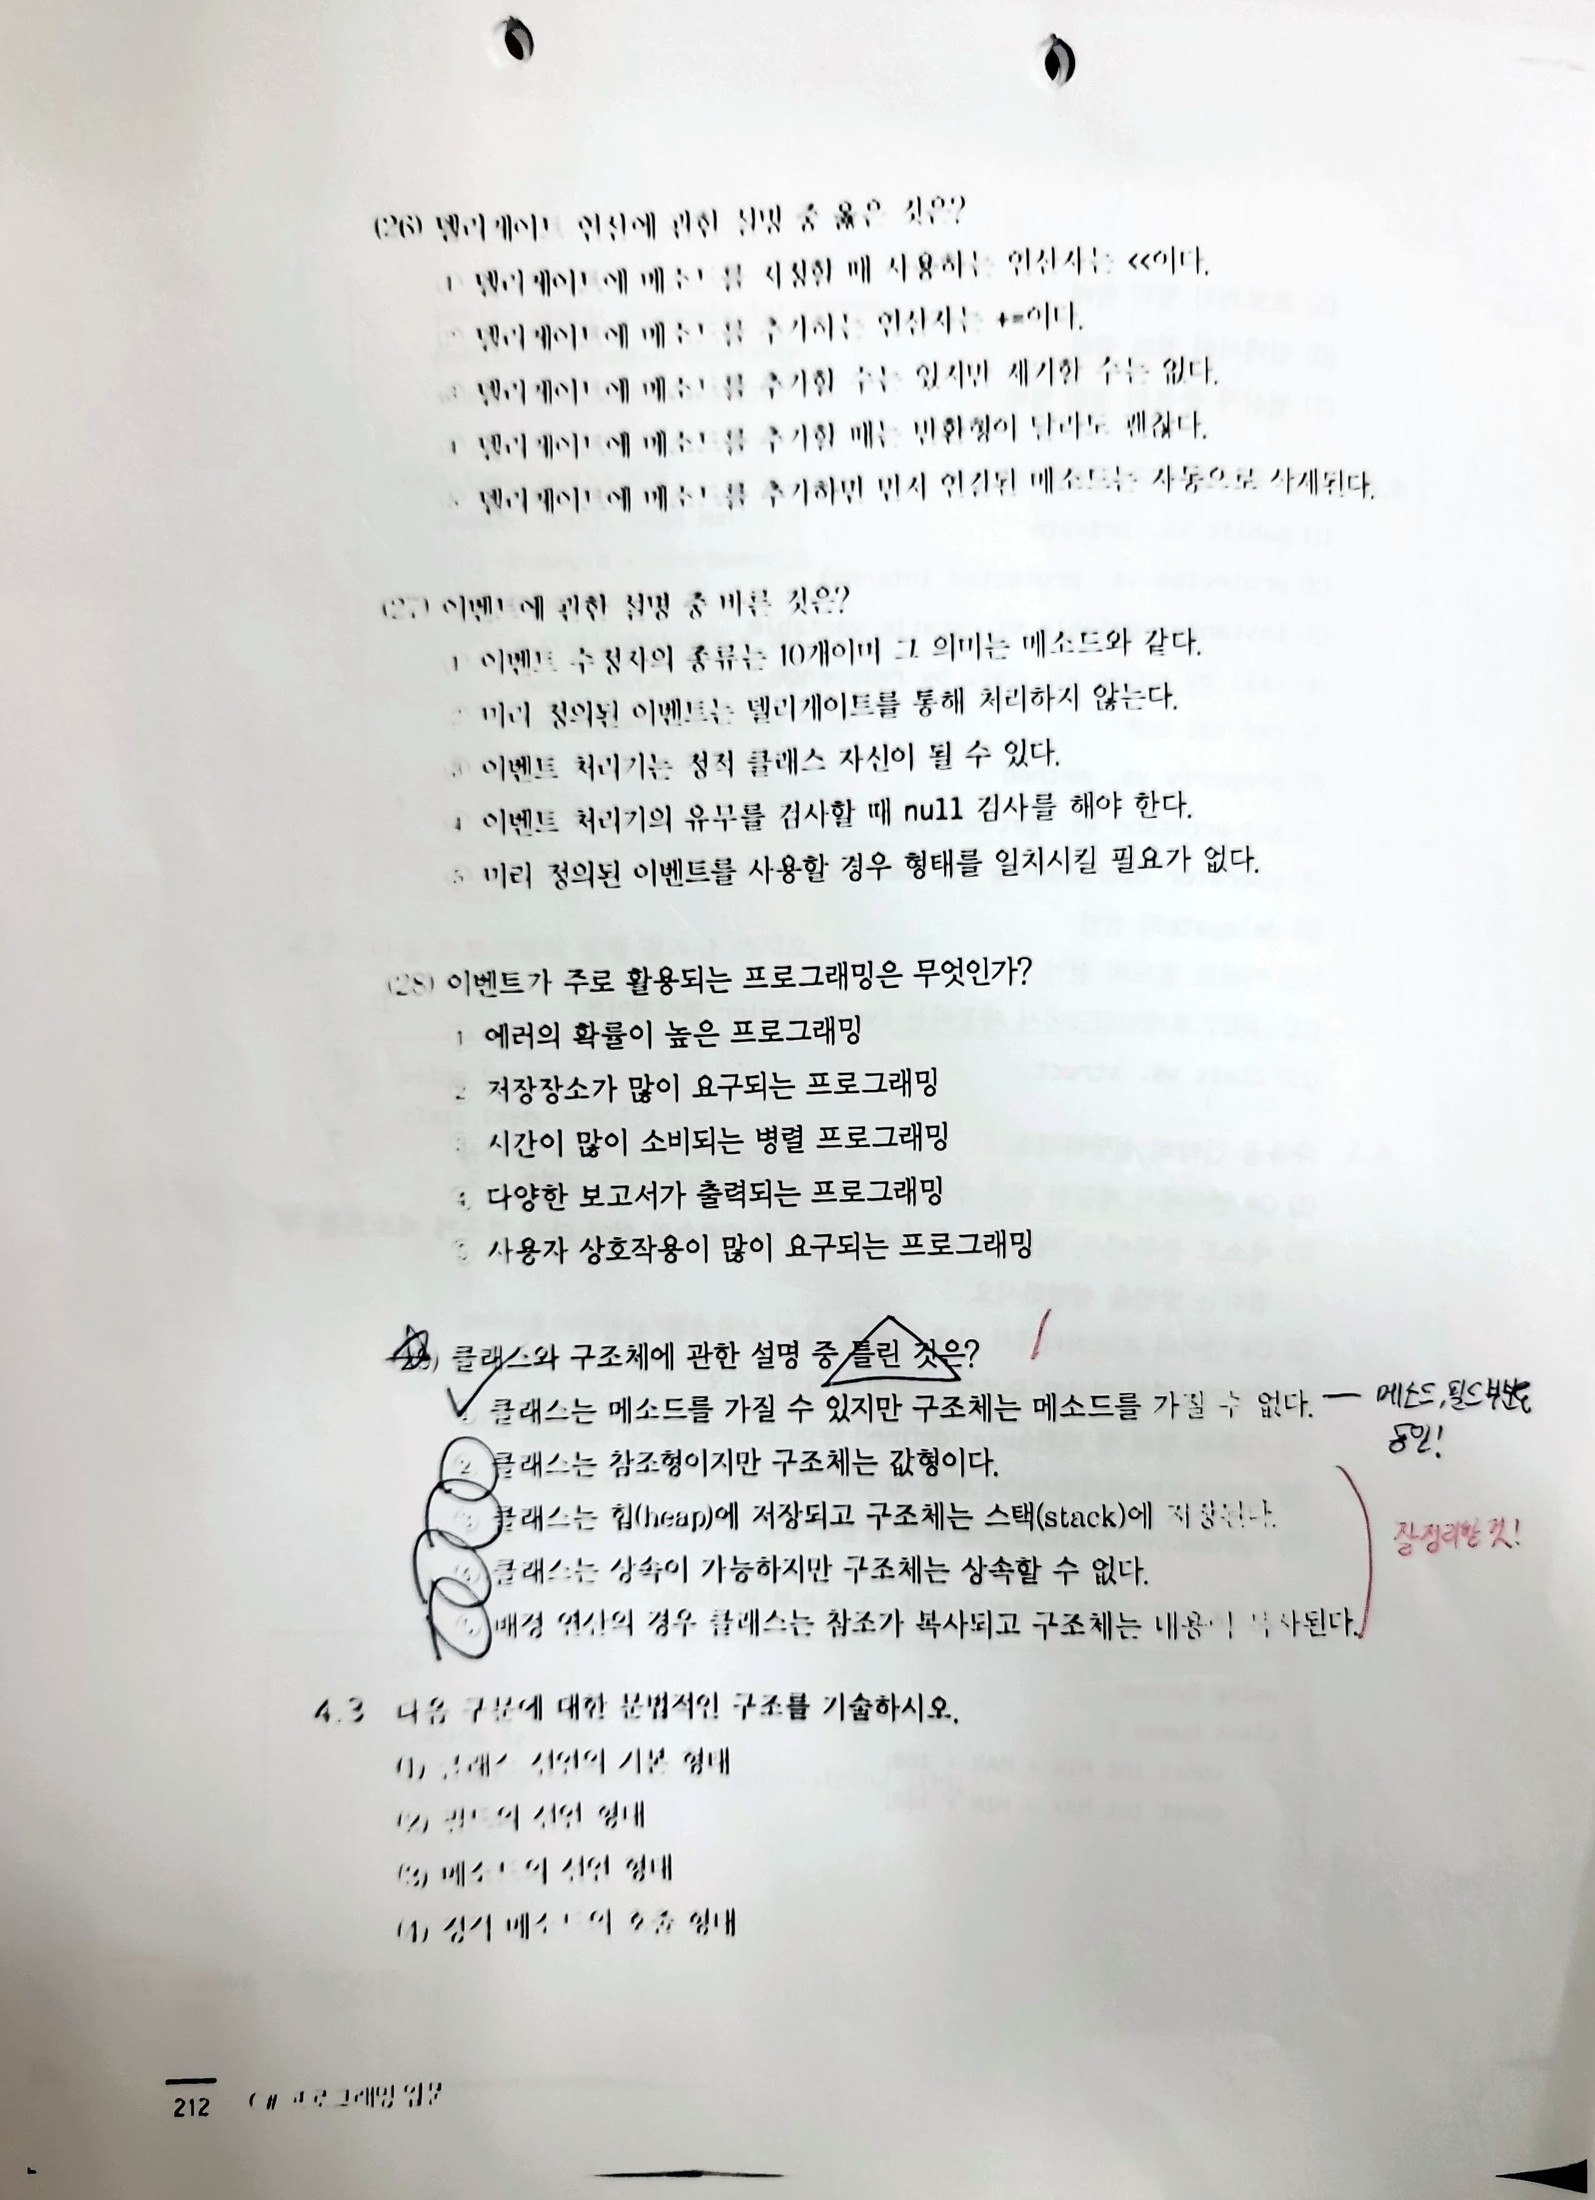 (26) 델리게이트 연산에 관한 설명 중 옳은 것은?
① 델리게이트에 메소드를 지칭할 때 사용하는 연산자는 <<이다.
② 델리게이트에 메소드를 추가하는 연산자는 +=이다.
③ 델리게이트에 메소드를 추가할 수는 있지만 제거할 수는 없다.
④ 델리게이트에 메소드를 추가할 때는 반환형이 달라도 괜찮다.
⑤ 델리게이트에 메소드를 추가하면 먼저 연결된 메소드는 자동으로 삭제된다.
(27) 이벤트에 관한 설명 중 바른 것은?
① 이벤트 수정자의 종류는 10개이며 그 의미는 메소드와 같다.
② 미리 정의된 이벤트는 델리게이트를 통해 처리하지 않는다.
③ 이벤트 처리기는 정적 클래스 자신이 될 수 있다.
④ 이벤트 처리기의 유무를 검사할 때 null 검사를 해야 한다.
⑤ 미리 정의된 이벤트를 사용할 경우 형태를 일치시킬 필요가 없다.
(28) 이벤트가 주로 활용되는 프로그래밍은 무엇인가?
① 에러의 확률이 높은 프로그래밍
② 저장장소가 많이 요구되는 프로그래밍
③ 시간이 많이 소비되는 병렬 프로그래밍
④ 다양한 보고서가 출력되는 프로그래밍
⑤ 사용자 상호작용이 많이 요구되는 프로그래밍
(29) 클래스와 구조체에 관한 설명 중 틀린 것은?
① 클래스는 메소드를 가질 수 있지만 구조체는 메소드를 가질 수 없다. — 메소드, 필드부분은
동일!
② 클래스는 참조형이지만 구조체는 값형이다.
③ 클래스는 힙(heap)에 저장되고 구조체는 스택(stack)에 저장된다.
잘 정리할 것!
④ 클래스는 상속이 가능하지만 구조체는 상속할 수 없다.
⑤ 배정 연산의 경우 클래스는 참조가 복사되고 구조체는 내용이 복사된다.
4.3 다음 구문에 대한 문법적인 구조를 기술하시오.
(1) 클래스 선언의 기본 형태
(2) 필드의 선언 형태
(3) 메소드의 선언 형태
(4) 정적 메소드의 호출 형태
212 C# 프로그래밍 입문